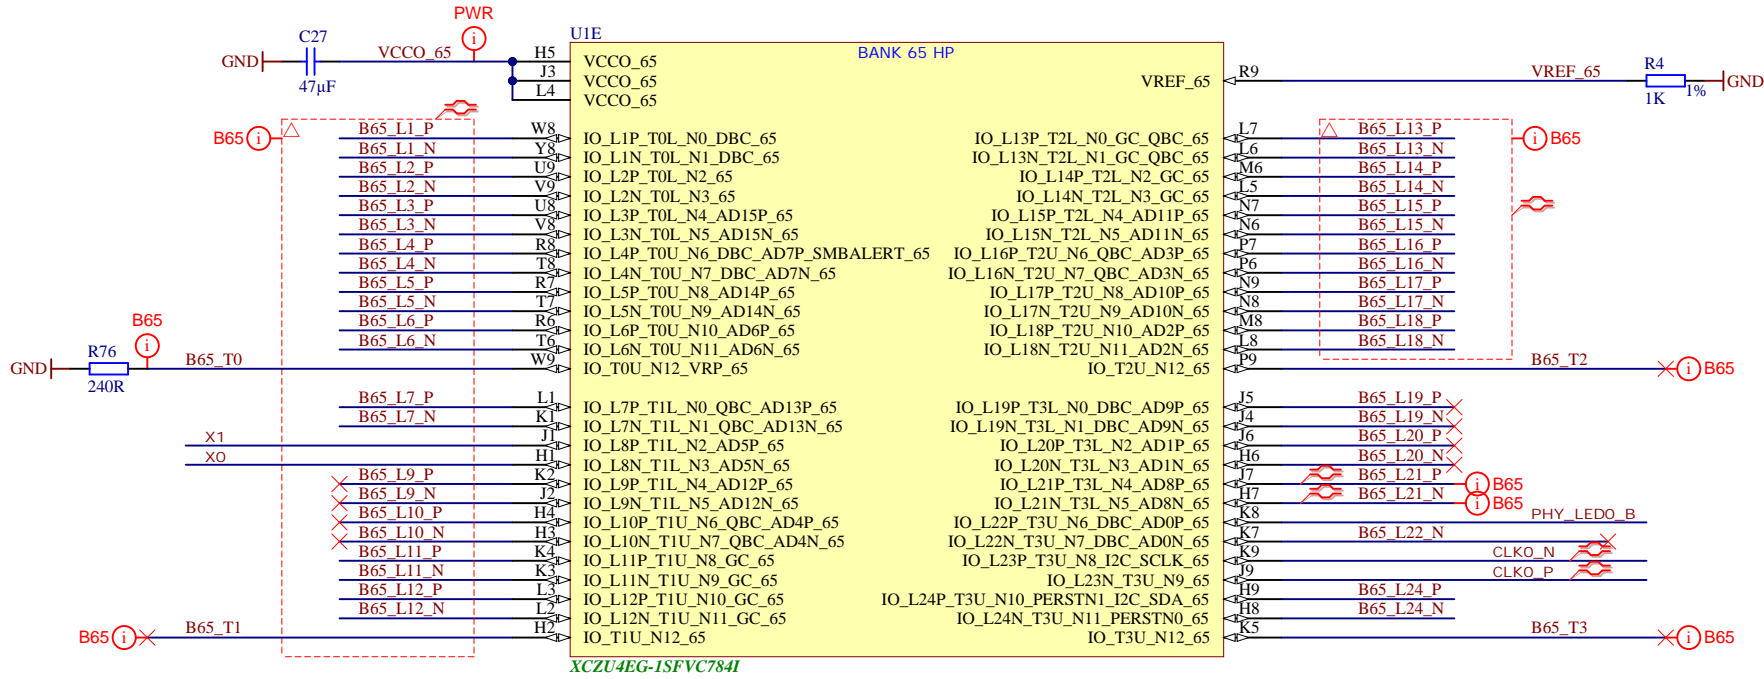 PWR
C27
U1E
GND
VCCO_65
H5
VCCO_65
BANK 65 HP
47µF
J3
VCCO_65
VREF_65
R9
VREF_65
R4
GND
1K
1%
L4
VCCO_65
B65
i
B65_L1_P
W8
IO_L1P_T0L_N0_DBC_65
IO_L13P_T2L_N0_GC_QBC_65
L7
B65_L13_P
i
B65
B65_L1_N
Y8
IO_L1N_T0L_N1_DBC_65
IO_L13N_T2L_N1_GC_QBC_65
L6
B65_L13_N
B65_L2_P
U9
IO_L2P_T0L_N2_65
IO_L14P_T2L_N2_GC_65
M6
B65_L14_P
B65_L2_N
V9
IO_L2N_T0L_N3_65
IO_L14N_T2L_N3_GC_65
L5
B65_L14_N
B65_L3_P
U8
IO_L3P_T0L_N4_AD15P_65
IO_L15P_T2L_N4_AD11P_65
N7
B65_L15_P
B65_L3_N
V8
IO_L3N_T0L_N5_AD15N_65
IO_L15N_T2L_N5_AD11N_65
N6
B65_L15_N
B65_L4_P
R8
IO_L4P_T0U_N6_DBC_AD7P_SMBALERT_65
IO_L16P_T2U_N6_QBC_AD3P_65
P7
B65_L16_P
B65_L4_N
T8
IO_L4N_T0U_N7_DBC_AD7N_65
IO_L16N_T2U_N7_QBC_AD3N_65
P6
B65_L16_N
B65_L5_P
R7
IO_L5P_T0U_N8_AD14P_65
IO_L17P_T2U_N8_AD10P_65
N9
B65_L17_P
B65_L5_N
T7
IO_L5N_T0U_N9_AD14N_65
IO_L17N_T2U_N9_AD10N_65
N8
B65_L17_N
B65
i
B65_L6_P
R6
IO_L6P_T0U_N10_AD6P_65
IO_L18P_T2U_N10_AD2P_65
M8
B65_L18_P
B65_L6_N
T6
IO_L6N_T0U_N11_AD6N_65
IO_L18N_T2U_N11_AD2N_65
L8
B65_L18_N
GND
R76
240R
B65_T0
W9
IO_T0U_N12_VRP_65
IO_T2U_N12_65
P9
B65_T2
i
B65
B65_L7_P
L1
IO_L7P_T1L_N0_QBC_AD13P_65
IO_L19P_T3L_N0_DBC_AD9P_65
J5
B65_L19_P
B65_L7_N
K1
IO_L7N_T1L_N1_QBC_AD13N_65
IO_L19N_T3L_N1_DBC_AD9N_65
J4
B65_L19_N
X1
J1
IO_L8P_T1L_N2_AD5P_65
IO_L20P_T3L_N2_AD1P_65
J6
B65_L20_P
X0
H1
IO_L8N_T1L_N3_AD5N_65
IO_L20N_T3L_N3_AD1N_65
H6
B65_L20_N
B65_L9_P
K2
IO_L9P_T1L_N4_AD12P_65
IO_L21P_T3L_N4_AD8P_65
J7
B65_L21_P
i
B65
B65_L9_N
J2
IO_L9N_T1L_N5_AD12N_65
IO_L21N_T3L_N5_AD8N_65
H7
B65_L21_N
i
B65
B65_L10_P
H4
IO_L10P_T1U_N6_QBC_AD4P_65
IO_L22P_T3U_N6_DBC_AD0P_65
K8
PHY_LED0_B
B65_L10_N
H3
IO_L10N_T1U_N7_QBC_AD4N_65
IO_L22N_T3U_N7_DBC_AD0N_65
K7
B65_L22_N
B65_L11_P
K4
IO_L11P_T1U_N8_GC_65
IO_L23P_T3U_N8_I2C_SCLK_65
K9
CLK0_N
B65_L11_N
K3
IO_L11N_T1U_N9_GC_65
IO_L23N_T3U_N9_65
J9
CLK0_P
B65_L12_P
L3
IO_L12P_T1U_N10_GC_65
IO_L24P_T3U_N10_PERSTN1_I2C_SDA_65
H9
B65_L24_P
B65_L12_N
L2
IO_L12N_T1U_N11_GC_65
IO_L24N_T3U_N11_PERSTN0_65
H8
B65_L24_N
B65
i
B65_T1
H2
IO_T1U_N12_65
IO_T3U_N12_65
K5
B65_T3
i
B65
XCZU4EG-1SFVC784I